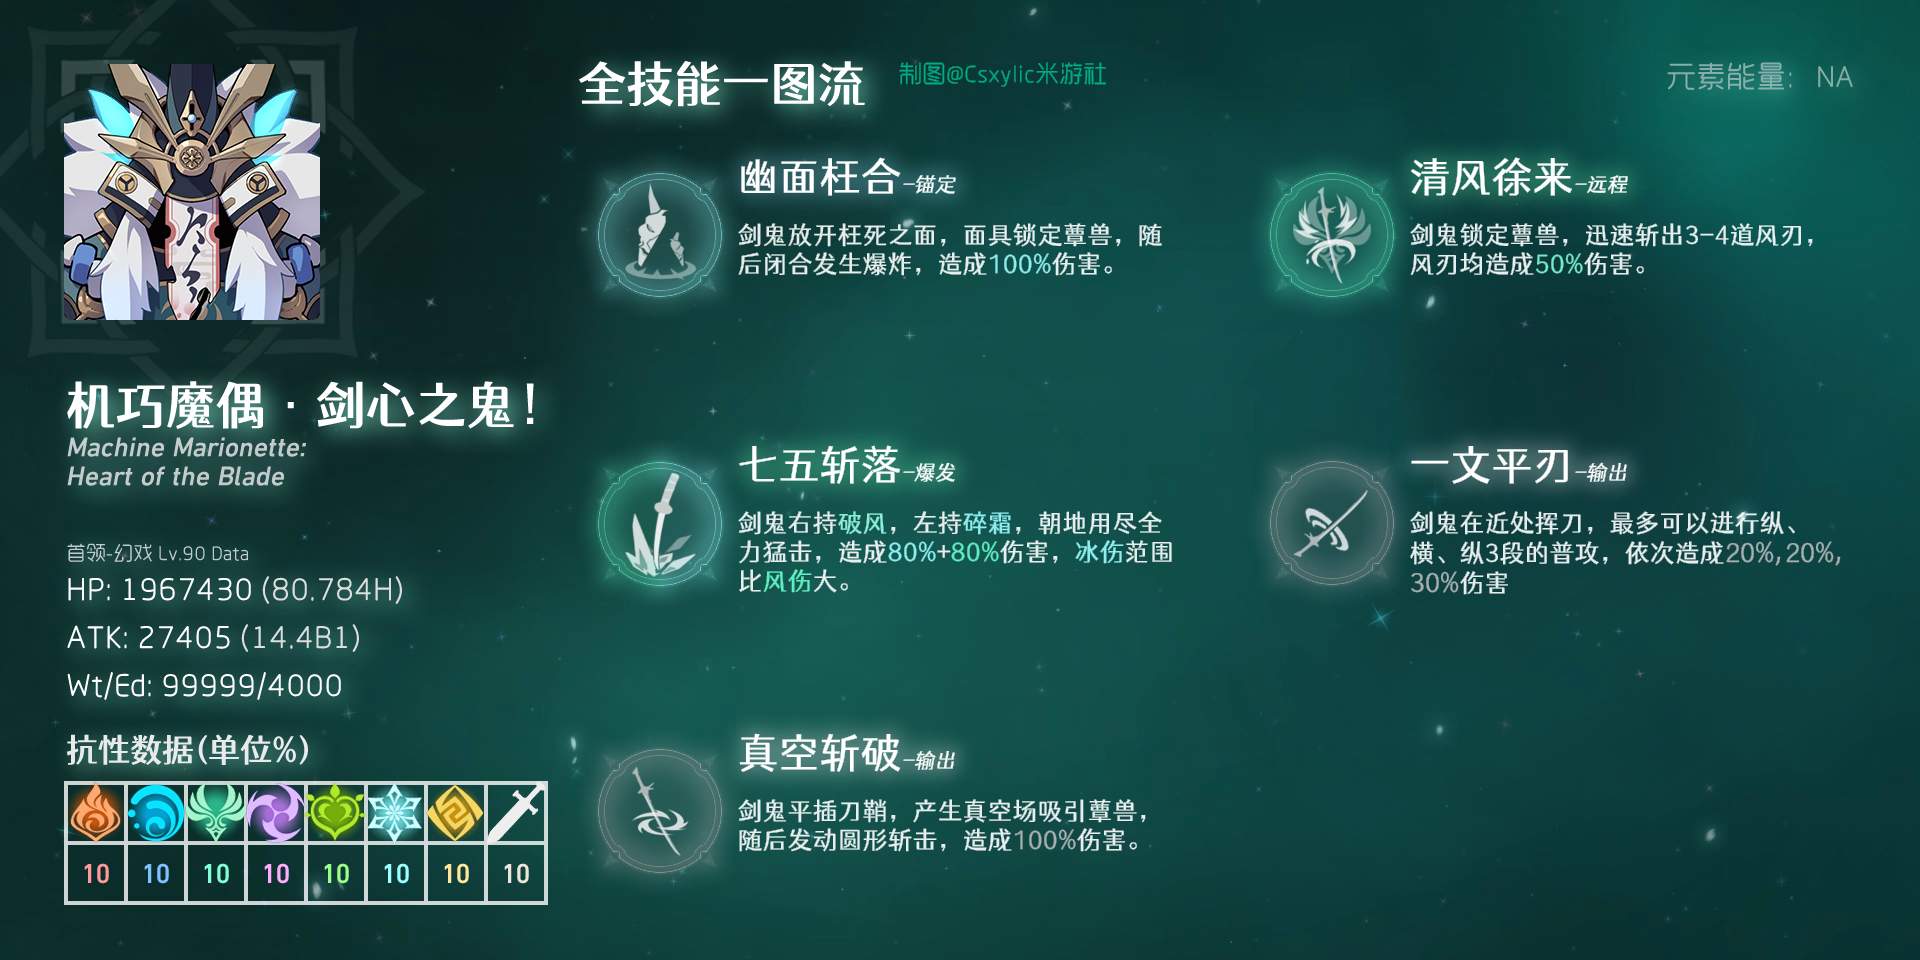 全技能一图流
制图@Csxylic米游社
元素能量: NA
机巧魔偶·剑心之鬼!
Machine Marionette:
Heart of the Blade
首领-幻戏 Lv.90 Data
HP: 1967430 (80.784H)
ATK: 27405 (14.4B1)
Wt/Ed: 99999/4000
抗性数据(单位%)
10 10 10 10 10 10 10 10
幽面枉合-锚定
剑鬼放开枉死之面，面具锁定蕈兽，随
后闭合发生爆炸，造成100%伤害。
清风徐来-远程
剑鬼锁定蕈兽，迅速斩出3-4道风刃，
风刃均造成50%伤害。
七五斩落-爆发
剑鬼右持破风，左持碎霜，朝地用尽全
力猛击，造成80%+80%伤害，冰伤范围
比风伤大。
一文平刃-输出
剑鬼在近处挥刀，最多可以进行纵、
横、纵3段的普攻，依次造成20%,20%,
30%伤害
真空斩破-输出
剑鬼平插刀鞘，产生真空场吸引蕈兽，
随后发动圆形斩击，造成100%伤害。